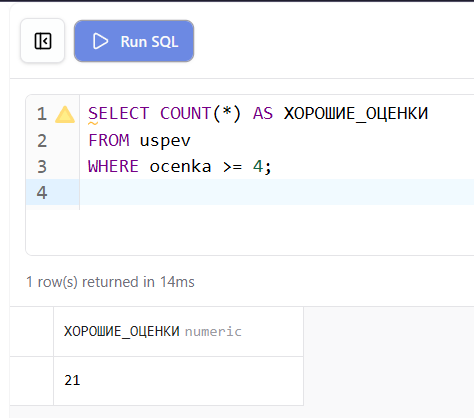 Run SQL
1 SELECT COUNT(*) AS ХОРОШИЕ_ОЦЕНКИ
2 FROM uspev
3 WHERE ocenka >= 4;
4
1 row(s) returned in 14ms
ХОРОШИЕ_ОЦЕНКИ numeric
21